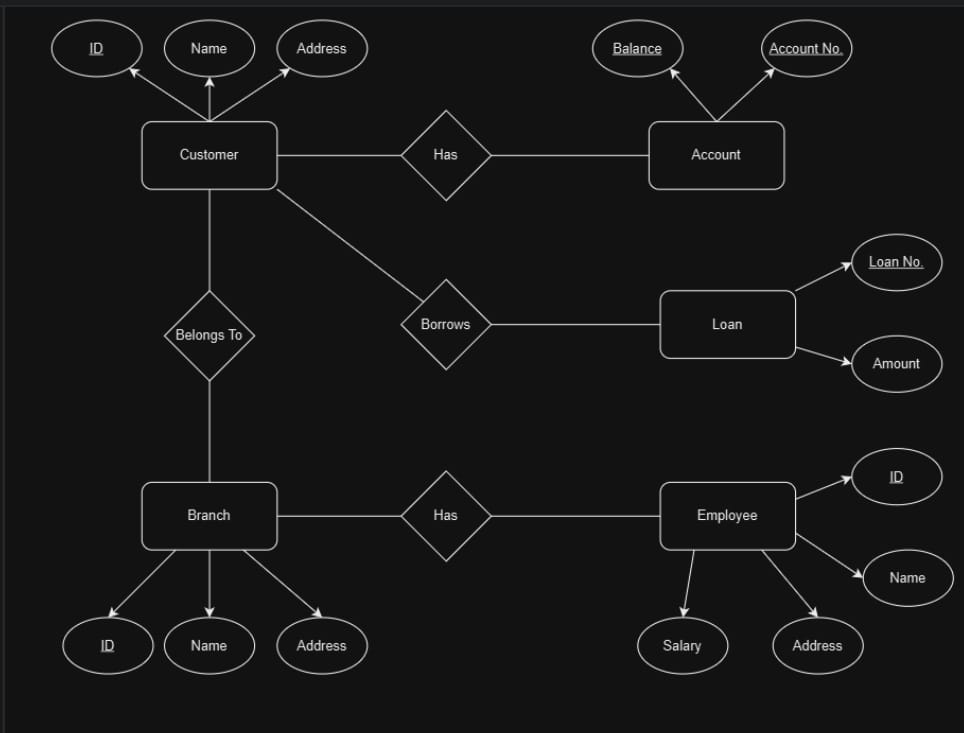 ID
Name
Address
Balance
Account No.
Customer
Has
Account
Loan No.
Belongs To
Borrows
Loan
Amount
ID
Branch
Has
Employee
Name
ID
Name
Address
Salary
Address